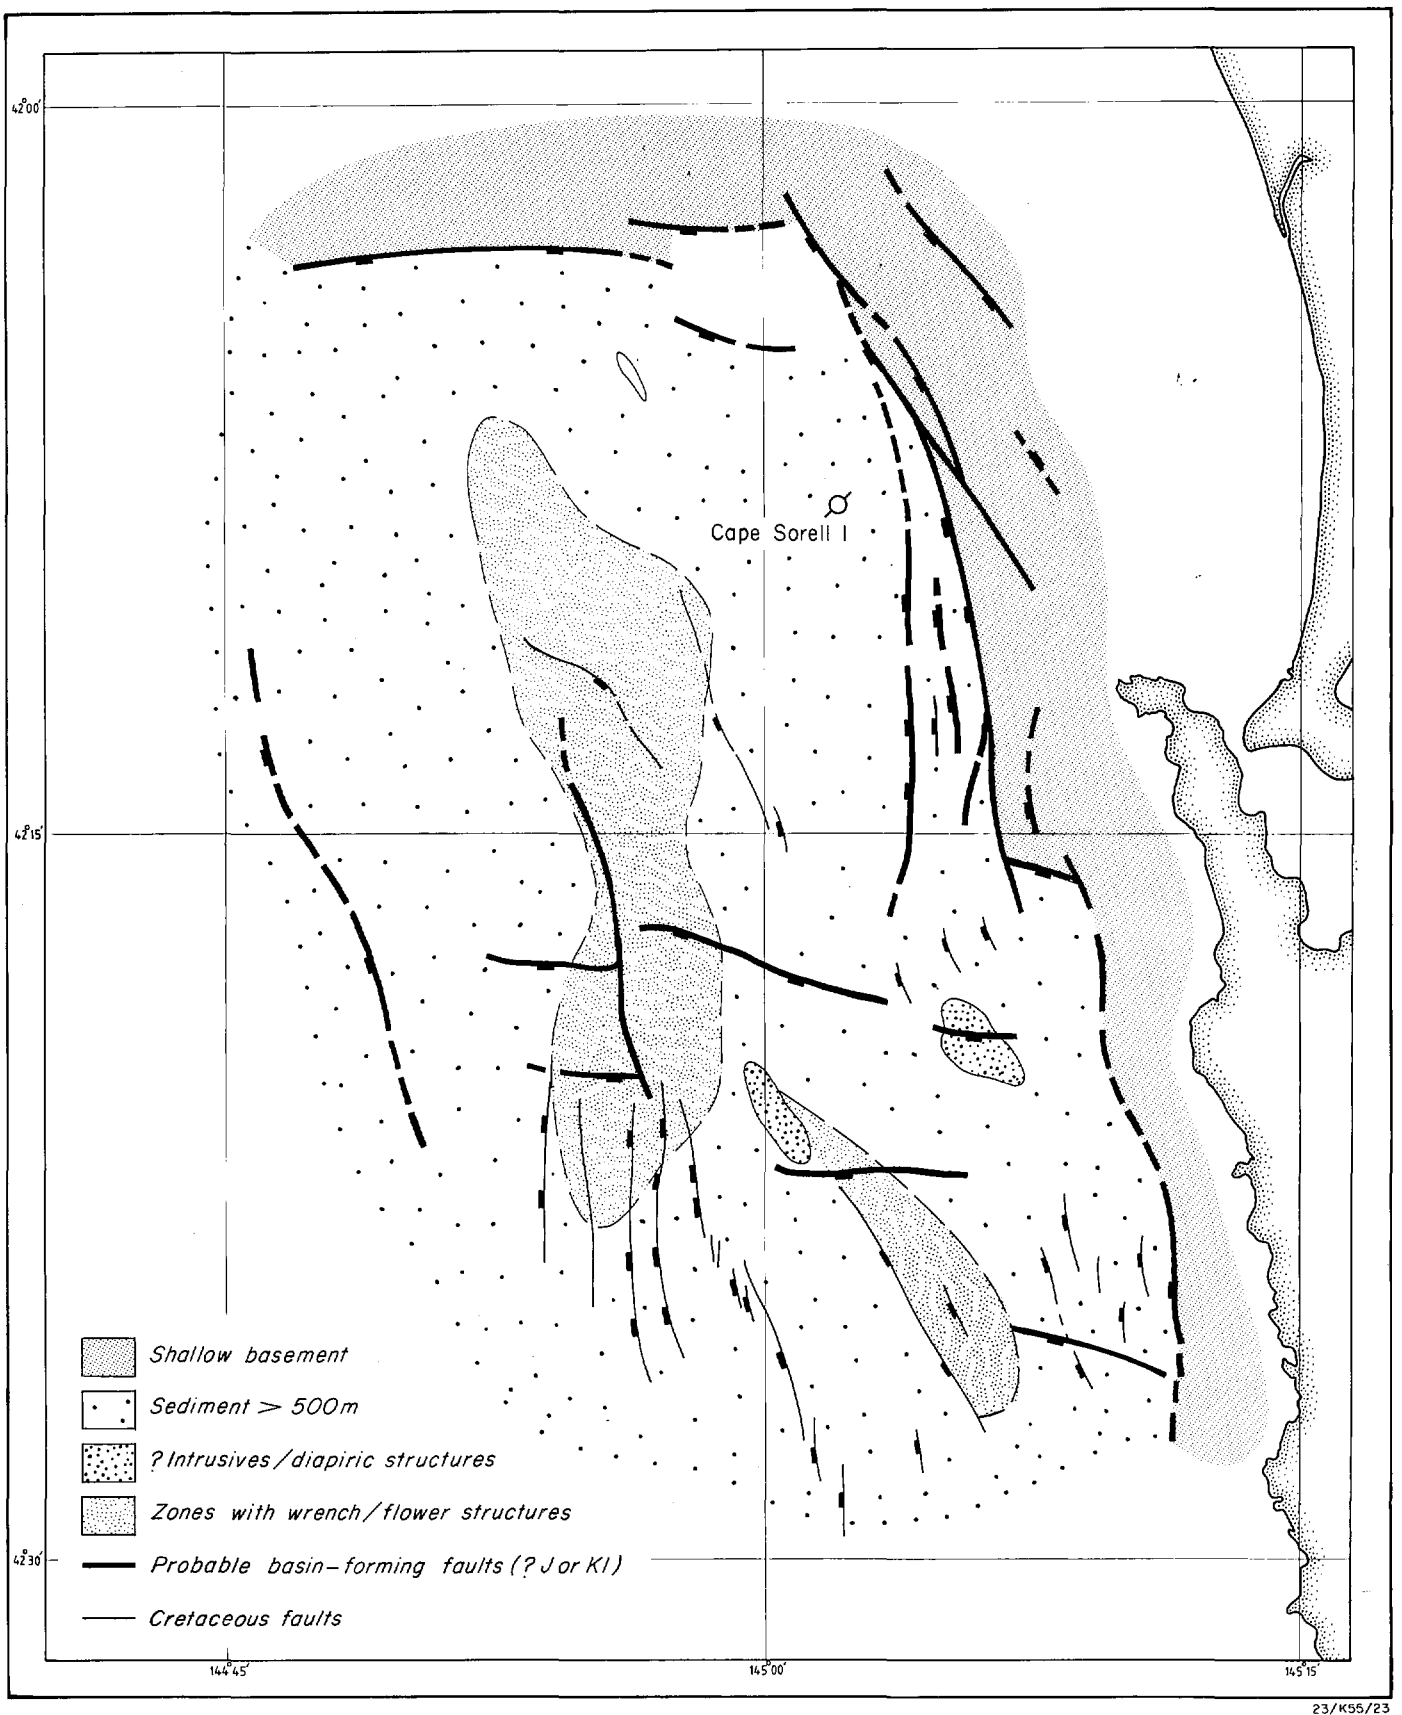 42°00'
Cape Sorell 1
42°15'
Shallow basement
Sediment > 500m
? Intrusives/diapiric structures
Zones with wrench/flower structures
42°30'
Probable basin-forming faults (? J or Kl)
Cretaceous faults
144°45'
145°00'
145°15'
23/K55/23